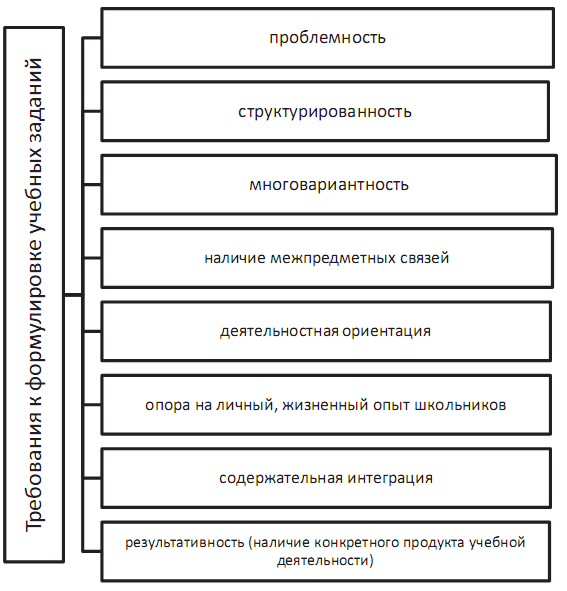 Требования к формулировке учебных заданий
проблемность
структурированность
многовариантность
наличие межпредметных связей
деятельностная ориентация
опора на личный, жизненный опыт школьников
содержательная интеграция
результативность (наличие конкретного продукта учебной
деятельности)